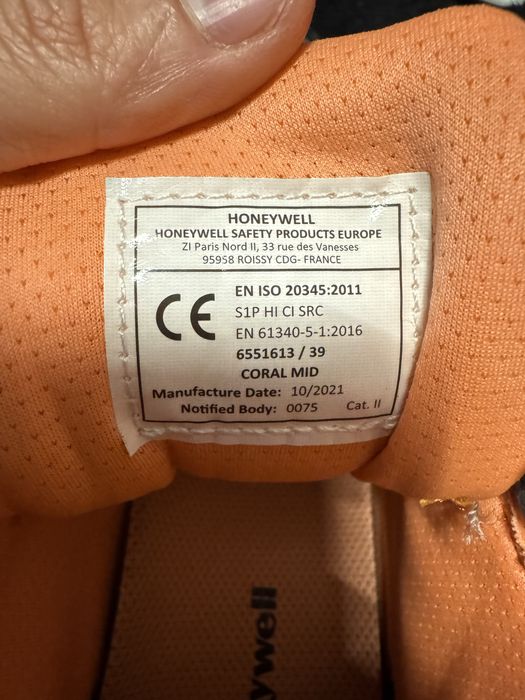 HONEYWELL
HONEYWELL SAFETY PRODUCTS EUROPE
ZI Paris Nord II, 33 rue des Vanesses
95958 ROISSY CDG- FRANCE
CE
EN ISO 20345:2011
S1P HI CI SRC
EN 61340-5-1:2016
6551613 / 39
CORAL MID
Manufacture Date: 10/2021
Notified Body: 0075 Cat. II
ywell